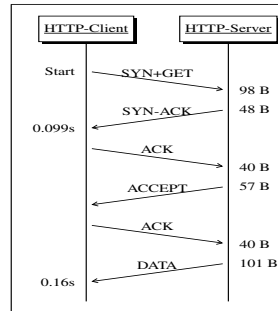 HTTP-Client HTTP-Server
Start
SYN+GET
98 B
SYN-ACK
48 B
0.099s
ACK
40 B
ACCEPT
57 B
ACK
40 B
DATA
101 B
0.16s